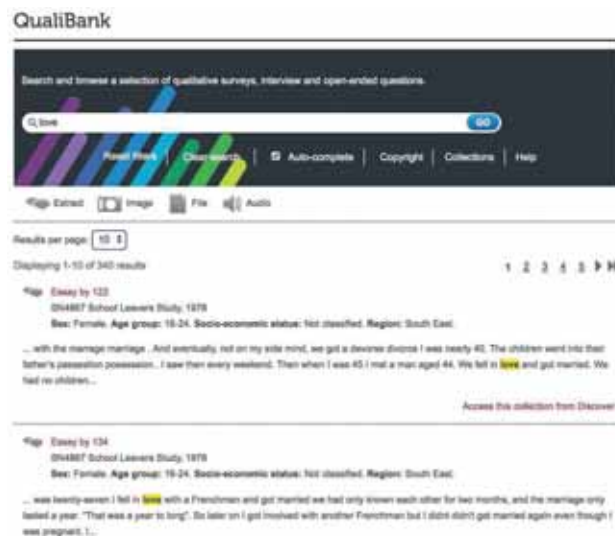 QualiBank
Search and browse a selection of qualitative surveys, interview and open-ended questions.
love GO
Reset filters | Clear search | Auto-complete | Copyright | Collections | Help
Extract Image File Audio
Results per page: 10
Displaying 1-10 of 340 results 1 2 3 4 5
Essay by 123
SN4867 School Leavers Study, 1978
Sex: Female. Age group: 16-24. Socio-economic status: Not classified. Region: South East.
... with the marrage marriage . And eventually, not on my side mind, we got a devorse divorce I was nearly 40. The children went into their
father's passestion possession.. I saw then every weekend. Then when I was 45 I met a man aged 44. We fell in love and got married. We
had no children...
Access this collection from Discover
Essay by 134
SN4867 School Leavers Study, 1978
Sex: Female. Age group: 16-24. Socio-economic status: Not classified. Region: South East.
... was twenty-seven I fell in love with a Frenchman and got married we had only known each other for two months, and the marriage only
lasted a year. "That was a year to long". So later on I got involved with another Frenchman but I didnt didn't get married again even though I
was pregnant. I...